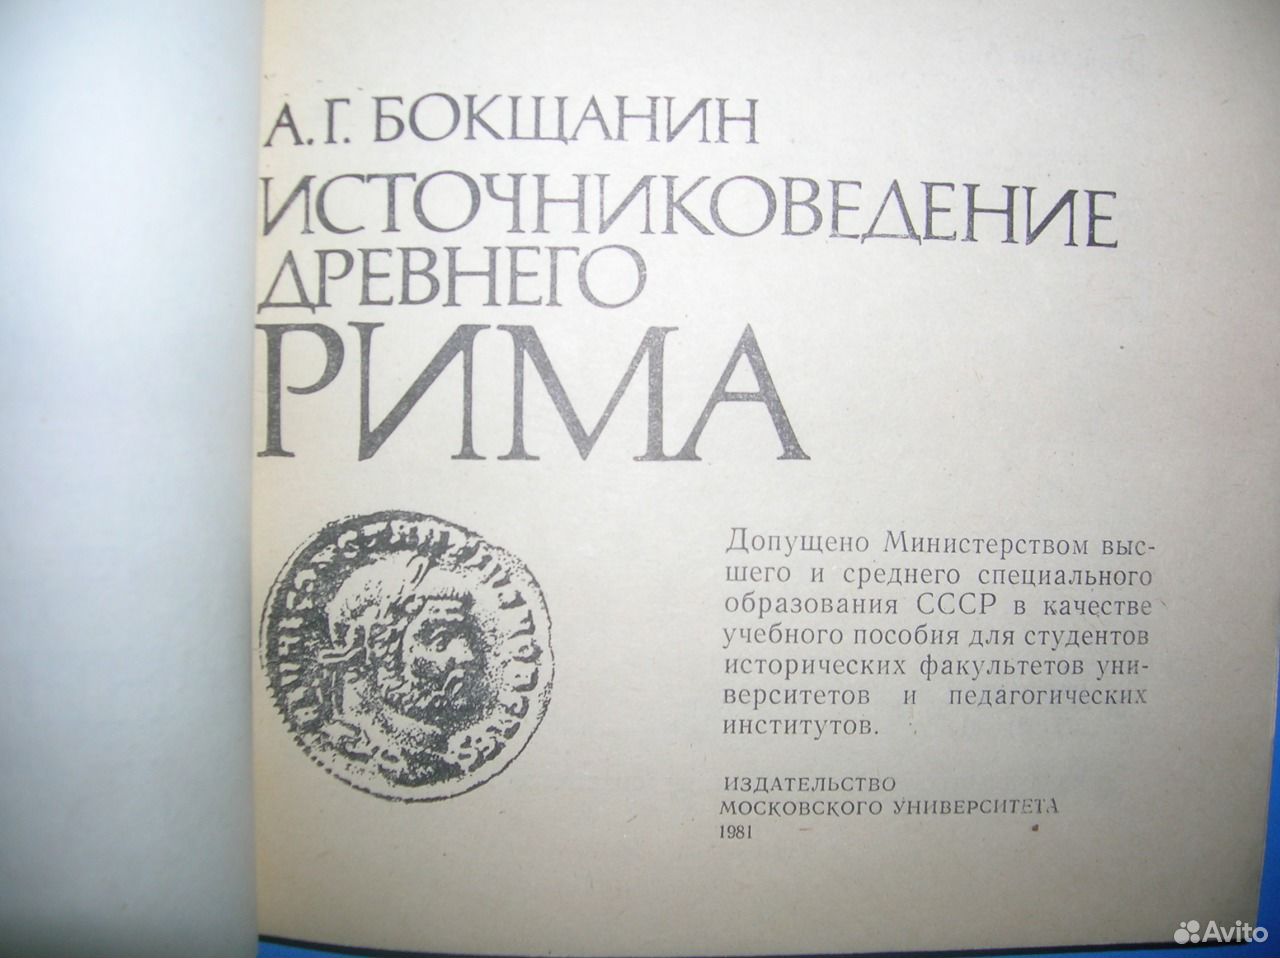 А.Г. БОКЩАНИН
ИСТОЧНИКОВЕДЕНИЕ
ДРЕВНЕГО
РИМА
Допущено Министерством выс-
шего и среднего специального
образования СССР в качестве
учебного пособия для студентов
исторических факультетов уни-
верситетов и педагогических
институтов.
ИЗДАТЕЛЬСТВО
МОСКОВСКОГО УНИВЕРСИТЕТА
1981
Avito